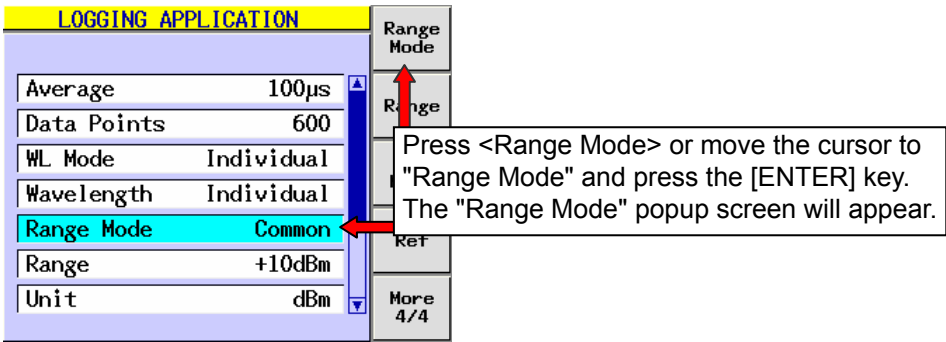 LOGGING APPLICATION
Average 100µs
Data Points 600
WL Mode Individual
Wavelength Individual
Range Mode Common
Range +10dBm
Unit dBm
Range
Mode
Range
Press <Range Mode> or move the cursor to
"Range Mode" and press the [ENTER] key.
The "Range Mode" popup screen will appear.
Ref
More
4/4